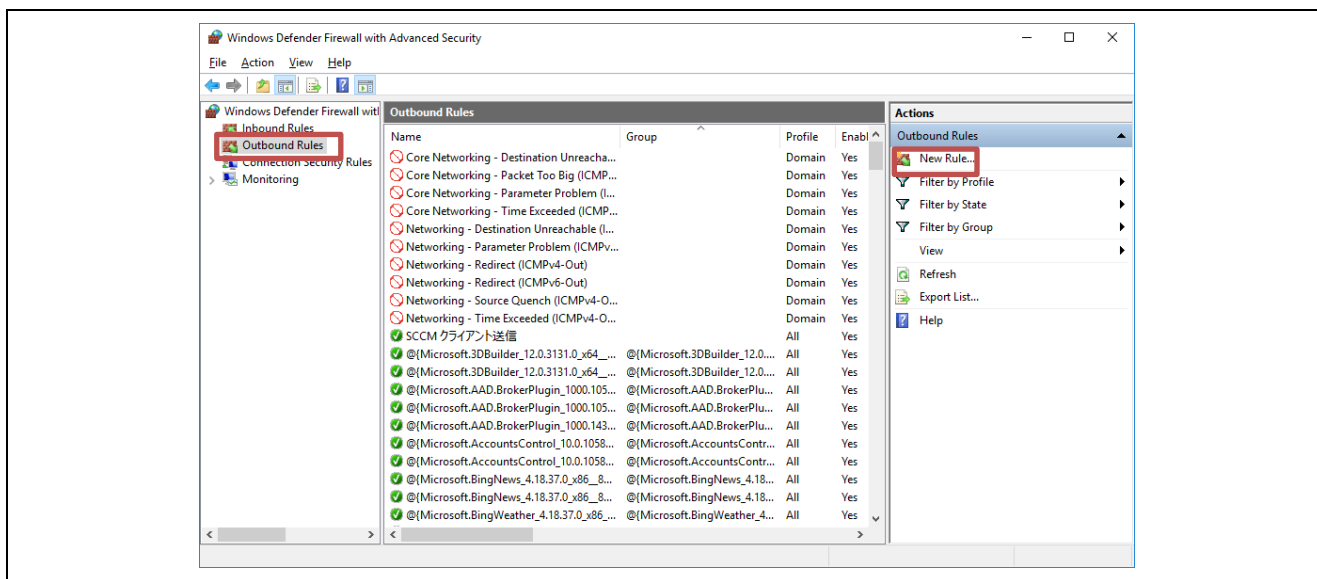 Windows Defender Firewall with Advanced Security
File Action View Help
Windows Defender Firewall witl
Inbound Rules
Outbound Rules
Connection Security Rules
Monitoring
Outbound Rules
Name Group Profile Enabl
Core Networking - Destination Unreacha... Domain Yes
Core Networking - Packet Too Big (ICMP... Domain Yes
Core Networking - Parameter Problem (I... Domain Yes
Core Networking - Time Exceeded (ICMP... Domain Yes
Networking - Destination Unreachable (I... Domain Yes
Networking - Parameter Problem (ICMPv... Domain Yes
Networking - Redirect (ICMPv4-Out) Domain Yes
Networking - Redirect (ICMPv6-Out) Domain Yes
Networking - Source Quench (ICMPv4-O... Domain Yes
Networking - Time Exceeded (ICMPv4-O... Domain Yes
SCCM クライアント送信 All Yes
@{Microsoft.3DBuilder_12.0.3131.0_x64__... @{Microsoft.3DBuilder_12.0.... All Yes
@{Microsoft.3DBuilder_12.0.3131.0_x64__... @{Microsoft.3DBuilder_12.0.... All Yes
@{Microsoft.AAD.BrokerPlugin_1000.105... @{Microsoft.AAD.BrokerPlu... All Yes
@{Microsoft.AAD.BrokerPlugin_1000.105... @{Microsoft.AAD.BrokerPlu... All Yes
@{Microsoft.AAD.BrokerPlugin_1000.143... @{Microsoft.AAD.BrokerPlu... All Yes
@{Microsoft.AccountsControl_10.0.1058... @{Microsoft.AccountsContr... All Yes
@{Microsoft.AccountsControl_10.0.1058... @{Microsoft.AccountsContr... All Yes
@{Microsoft.BingNews_4.18.37.0_x86__8... @{Microsoft.BingNews_4.18... All Yes
@{Microsoft.BingNews_4.18.37.0_x86__8... @{Microsoft.BingNews_4.18... All Yes
@{Microsoft.BingWeather_4.18.37.0_x86_... @{Microsoft.BingWeather_4... All Yes
Actions
Outbound Rules
New Rule...
Filter by Profile
Filter by State
Filter by Group
View
Refresh
Export List...
Help